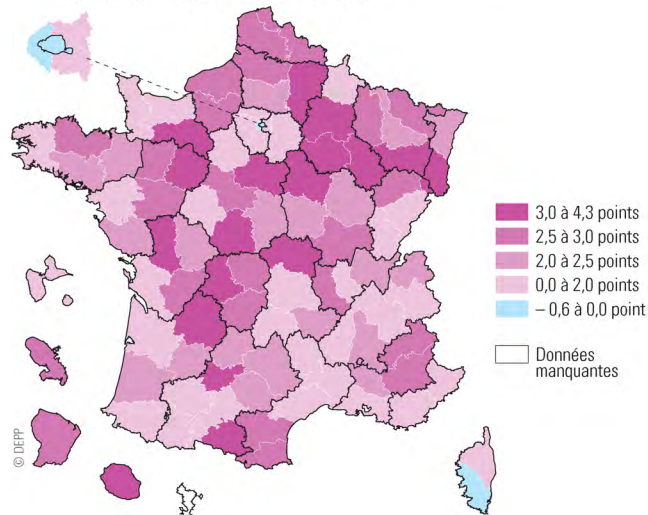 3,0 à 4,3 points
2,5 à 3,0 points
2,0 à 2,5 points
0,0 à 2,0 points
– 0,6 à 0,0 point
Données
manquantes
© DEPP